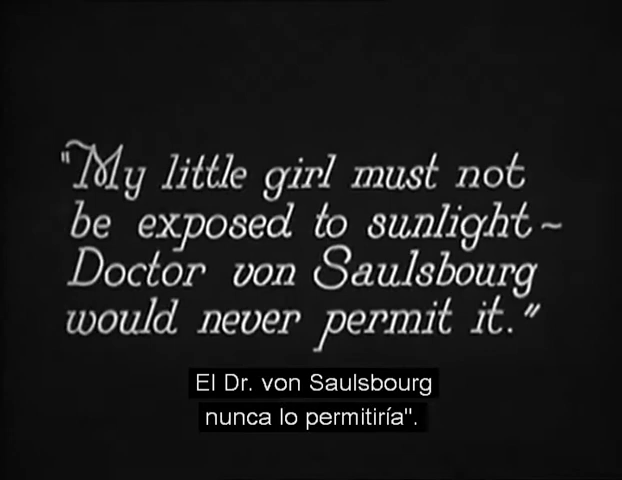 "My little girl must not
be exposed to sunlight~
Doctor von Saulsbourg
would never permit it."
El Dr. von Saulsbourg
nunca lo permitiría".